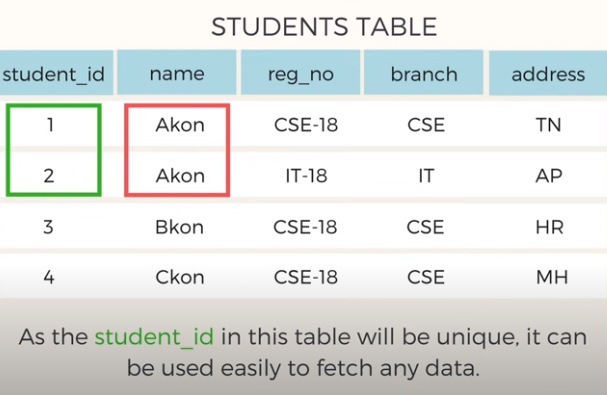 STUDENTS TABLE
student_id name reg_no branch address
1 Akon CSE-18 CSE TN
2 Akon IT-18 IT AP
3 Bkon CSE-18 CSE HR
4 Ckon CSE-18 CSE MH
As the student_id in this table will be unique, it can
be used easily to fetch any data.